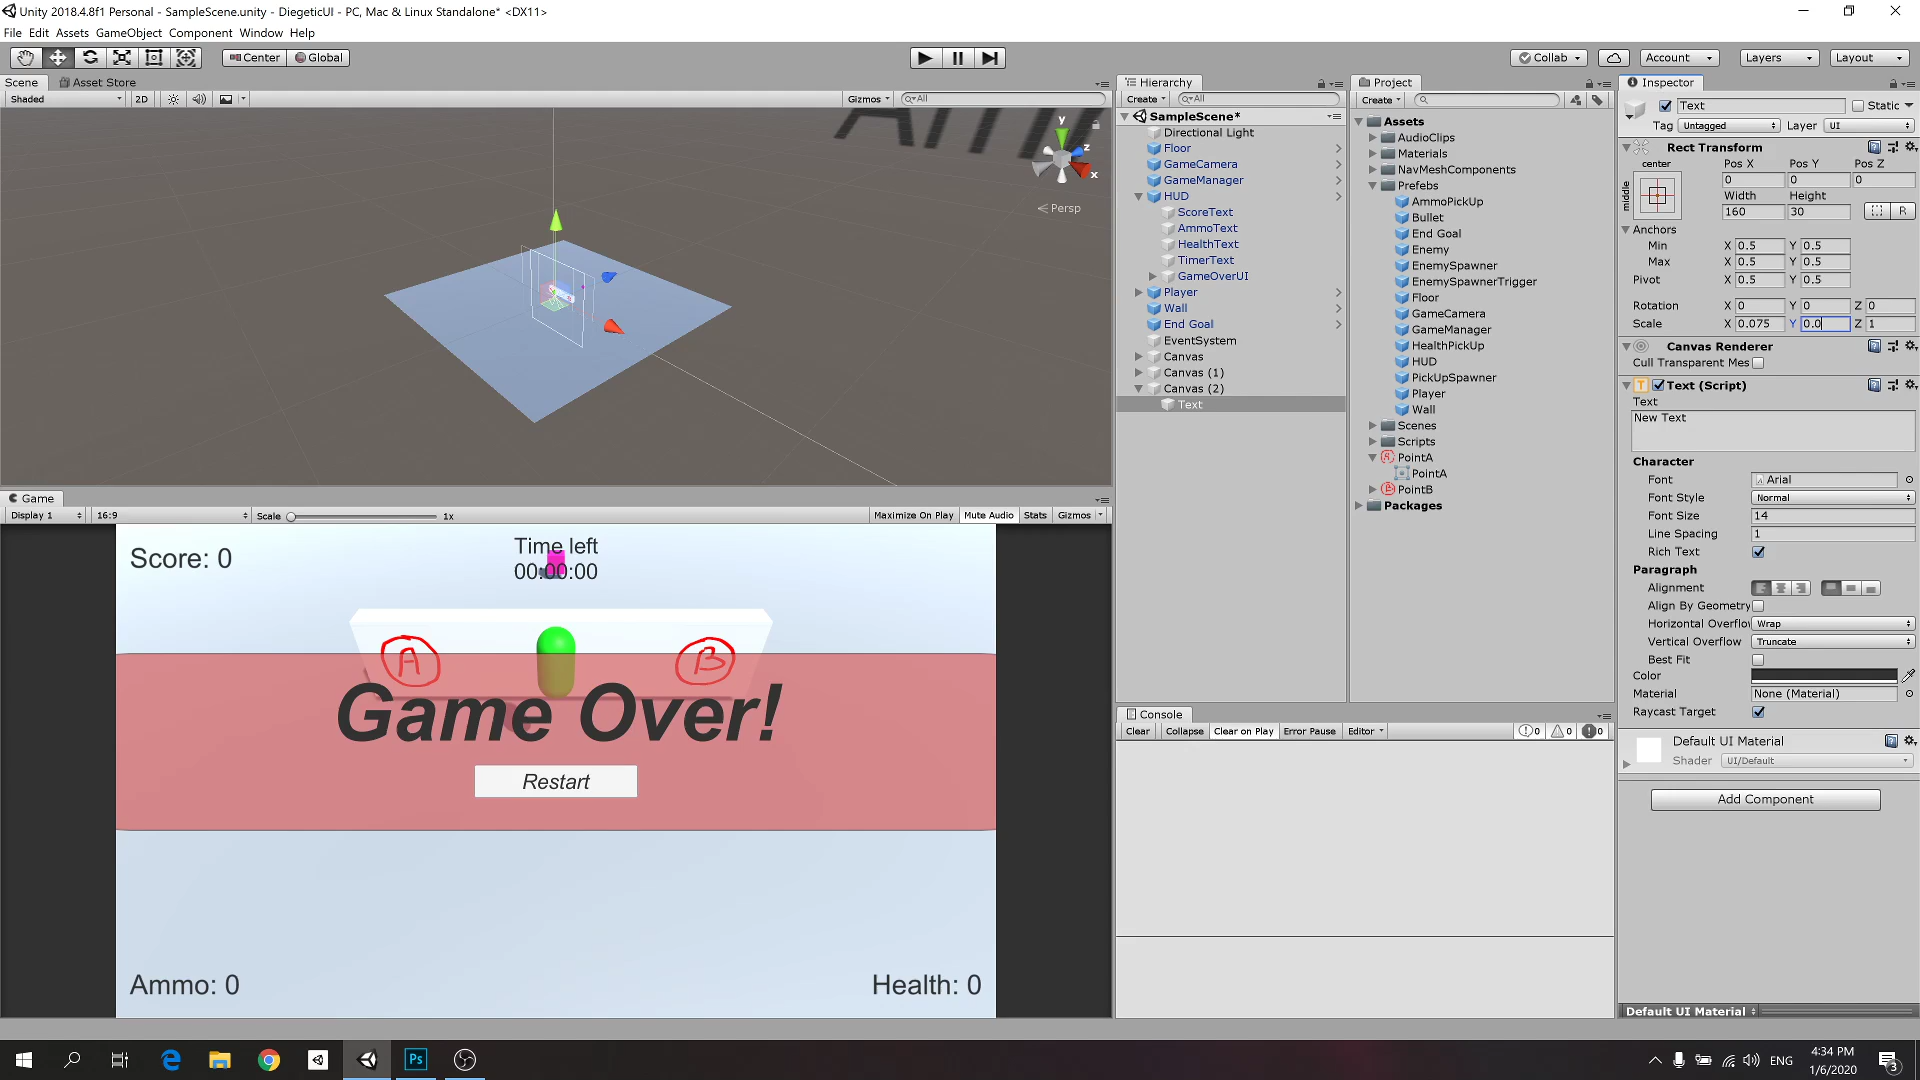 Unity 2018.4.8f1 Personal - SampleScene.unity - DiegeticUI - PC, Mac & Linux Standalone* <DX11>
File Edit Assets GameObject Component Window Help
Center Global
Collab Account Layers Layout
Scene Asset Store
Shaded 2D Gizmos All
y
z
x
Persp
Game
Display 1 16:9 Scale 1x Maximize On Play Mute Audio Stats Gizmos
Score: 0
Time left
00:00:00
A
B
Game Over!
Restart
Ammo: 0
Health: 0
Hierarchy
Create All
SampleScene*
Directional Light
Floor
GameCamera
GameManager
HUD
ScoreText
AmmoText
HealthText
TimerText
GameOverUI
Player
Wall
End Goal
EventSystem
Canvas
Canvas (1)
Canvas (2)
Text
Project
Create
Assets
AudioClips
Materials
NavMeshComponents
Prefebs
AmmoPickUp
Bullet
End Goal
Enemy
EnemySpawner
EnemySpawnerTrigger
Floor
GameCamera
GameManager
HealthPickUp
HUD
PickUpSpawner
Player
Wall
Scenes
Scripts
PointA
PointA
PointB
Packages
Console
Clear Collapse Clear on Play Error Pause Editor 0 0 0
Inspector
Text Static
Tag Untagged Layer UI
Rect Transform
center Pos X Pos Y Pos Z
middle 0 0 0
Width Height
160 30 R
Anchors
Min X 0.5 Y 0.5
Max X 0.5 Y 0.5
Pivot X 0.5 Y 0.5
Rotation X 0 Y 0 Z 0
Scale X 0.075 Y 0.0 Z 1
Canvas Renderer
Cull Transparent Mes
Text (Script)
Text
New Text
Character
Font Arial
Font Style Normal
Font Size 14
Line Spacing 1
Rich Text
Paragraph
Alignment
Align By Geometry
Horizontal Overflo Wrap
Vertical Overflow Truncate
Best Fit
Color
Material None (Material)
Raycast Target
Default UI Material
Shader UI/Default
Add Component
Default UI Material
Ps
ENG
4:34 PM
1/6/2020
3